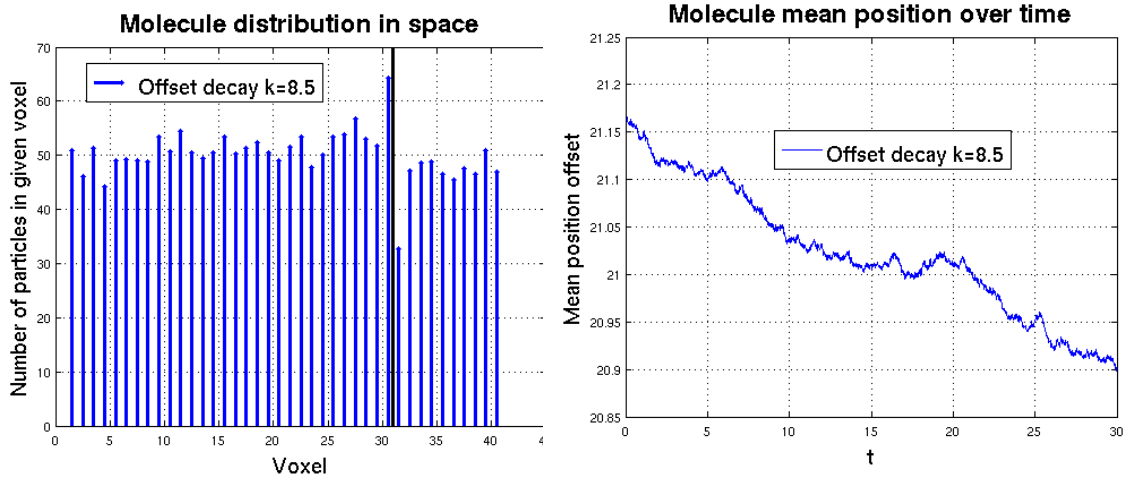 Molecule distribution in space
70
60
50
40
30
20
10
0
Number of particles in given voxel
Offset decay k=8.5
0 5 10 15 20 25 30 35 40
Voxel
Molecule mean position over time
21.25
21.2
21.15
21.1
21.05
21
20.95
20.9
20.85
Mean position offset
Offset decay k=8.5
0 5 10 15 20 25 30
t